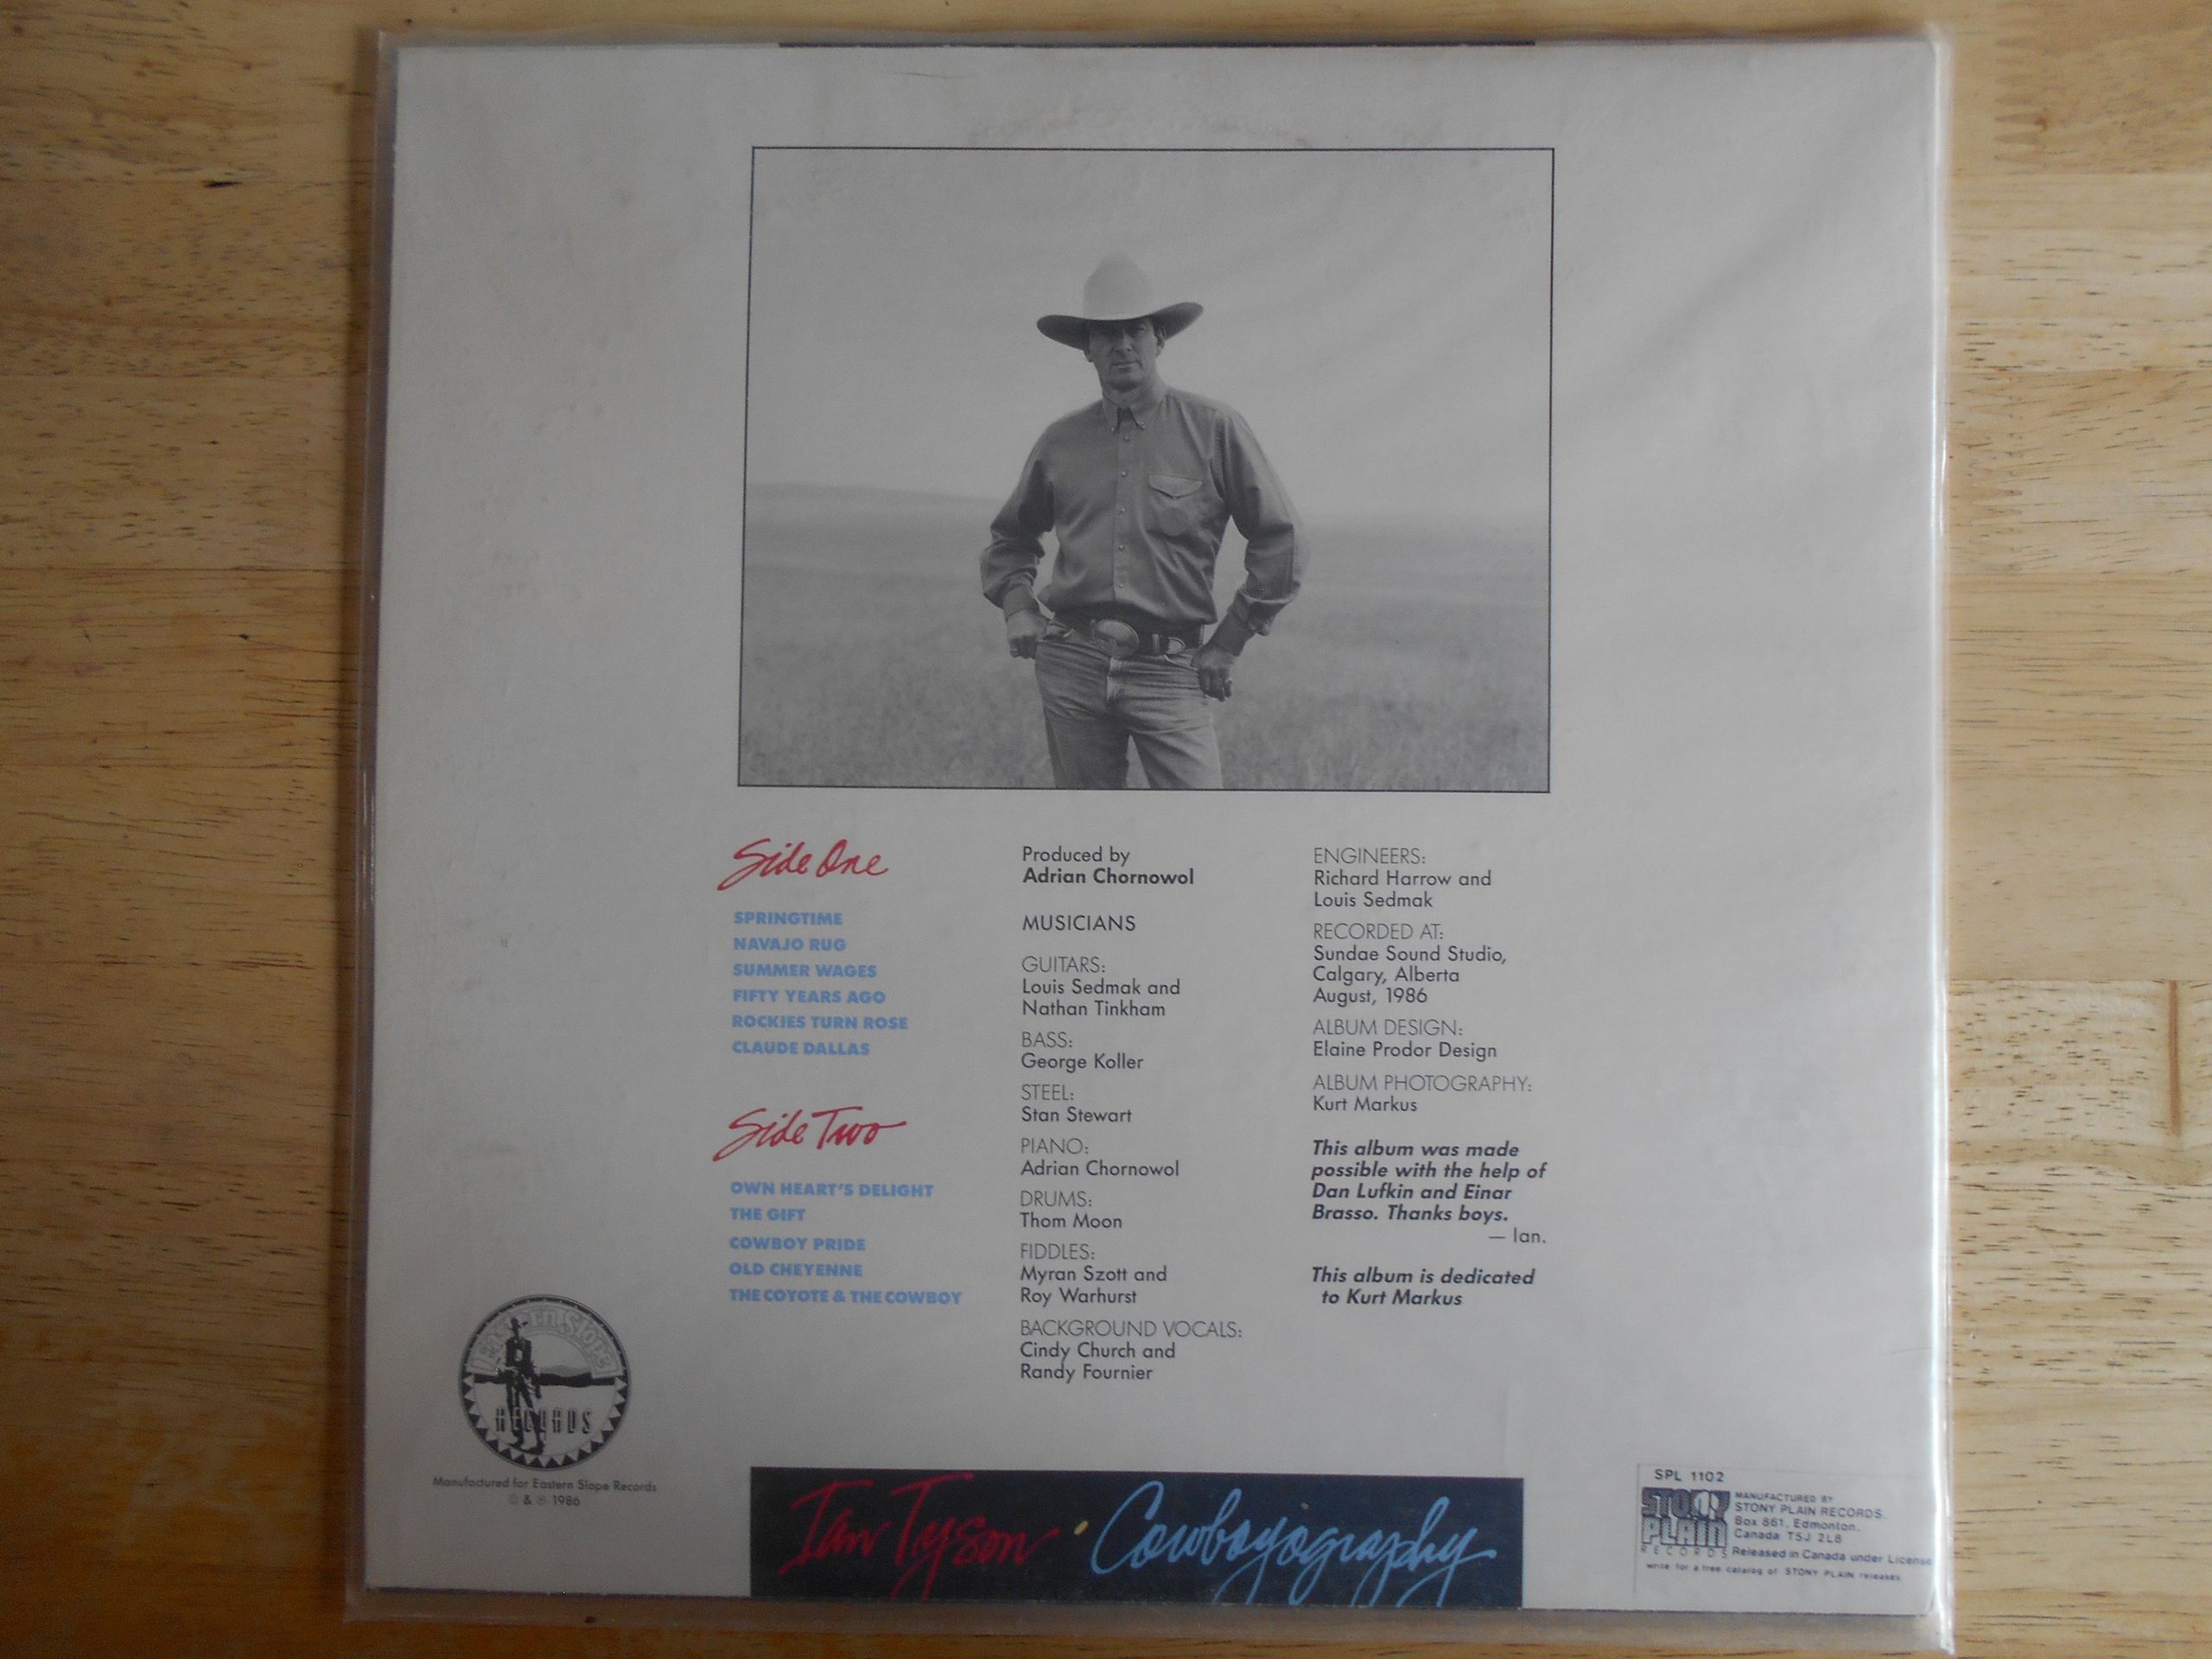 Side One
SPRINGTIME
NAVAJO RUG
SUMMER WAGES
FIFTY YEARS AGO
ROCKIES TURN ROSE
CLAUDE DALLAS
Side Two
OWN HEART'S DELIGHT
THE GIFT
COWBOY PRIDE
OLD CHEYENNE
THE COYOTE & THE COWBOY
Produced by
Adrian Chornowol
MUSICIANS
GUITARS:
Louis Sedmak and
Nathan Tinkham
BASS:
George Koller
STEEL:
Stan Stewart
PIANO:
Adrian Chornowol
DRUMS:
Thom Moon
FIDDLES:
Myran Szott and
Roy Warhurst
BACKGROUND VOCALS:
Cindy Church and
Randy Fournier
ENGINEERS:
Richard Harrow and
Louis Sedmak
RECORDED AT:
Sundae Sound Studio,
Calgary, Alberta
August, 1986
ALBUM DESIGN:
Elaine Prodor Design
ALBUM PHOTOGRAPHY:
Kurt Markus
This album was made
possible with the help of
Dan Lufkin and Einar
Brasso. Thanks boys.
— Ian.
This album is dedicated
to Kurt Markus
Eastern Slope
RECORDS
Manufactured for Eastern Slope Records
© & ℗ 1986
Ian Tyson · Cowboyography
SPL 1102
STONY
PLAIN
RECORDS
MANUFACTURED BY
STONY PLAIN RECORDS.
Box 861, Edmonton,
Canada T5J 2L8
Released in Canada under License
write for a free catalog of STONY PLAIN releases